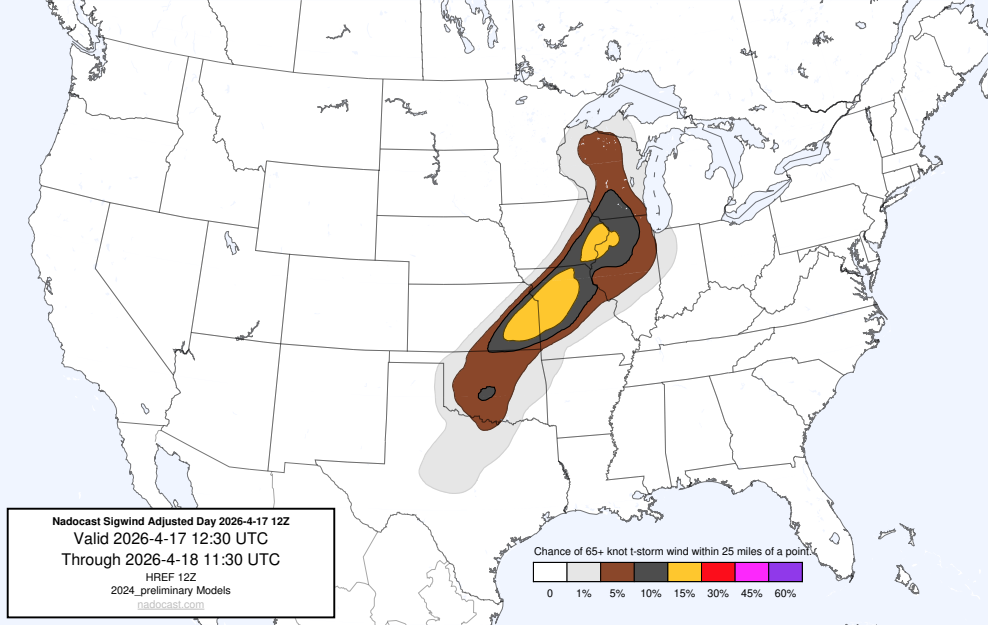 Nadocast Sigwind Adjusted Day 2026-4-17 12Z
Valid 2026-4-17 12:30 UTC
Through 2026-4-18 11:30 UTC
HREF 12Z
2024_preliminary Models
nadocast.com
Chance of 65+ knot t-storm wind within 25 miles of a point.
0 1% 5% 10% 15% 30% 45% 60%